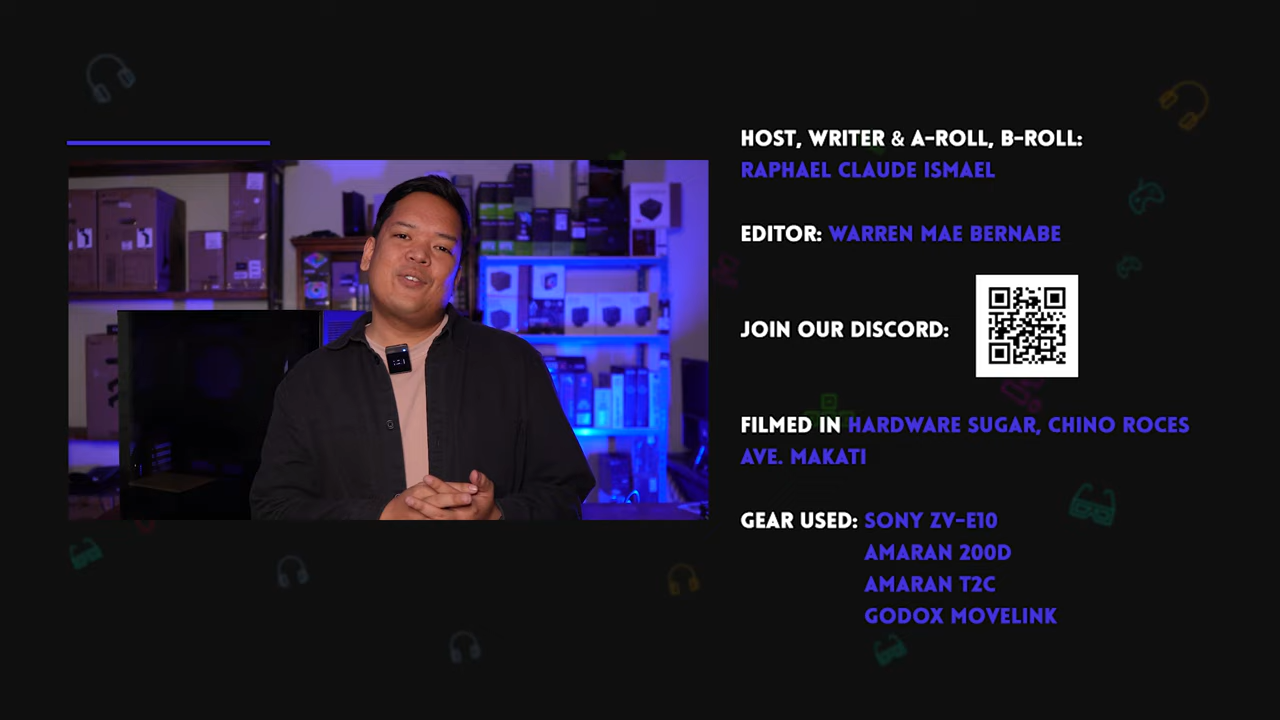 HOST, WRITER & A-ROLL, B-ROLL:
RAPHAEL CLAUDE ISMAEL
EDITOR: WARREN MAE BERNABE
JOIN OUR DISCORD:
FILMED IN HARDWARE SUGAR, CHINO ROCES
AVE. MAKATI
GEAR USED: SONY ZV-E10
AMARAN 200D
AMARAN T2C
GODOX MOVELINK